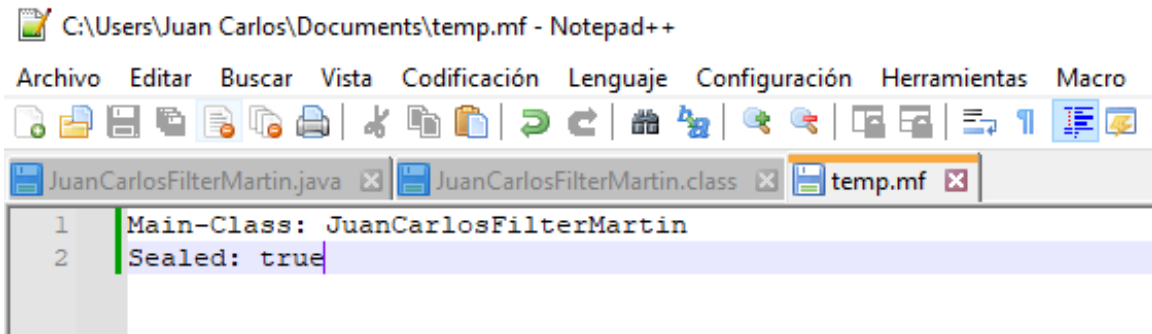 C:\Users\Juan Carlos\Documents\temp.mf - Notepad++
Archivo Editar Buscar Vista Codificación Lenguaje Configuración Herramientas Macro
JuanCarlosFilterMartin.java JuanCarlosFilterMartin.class temp.mf
1 Main-Class: JuanCarlosFilterMartin
2 Sealed: true